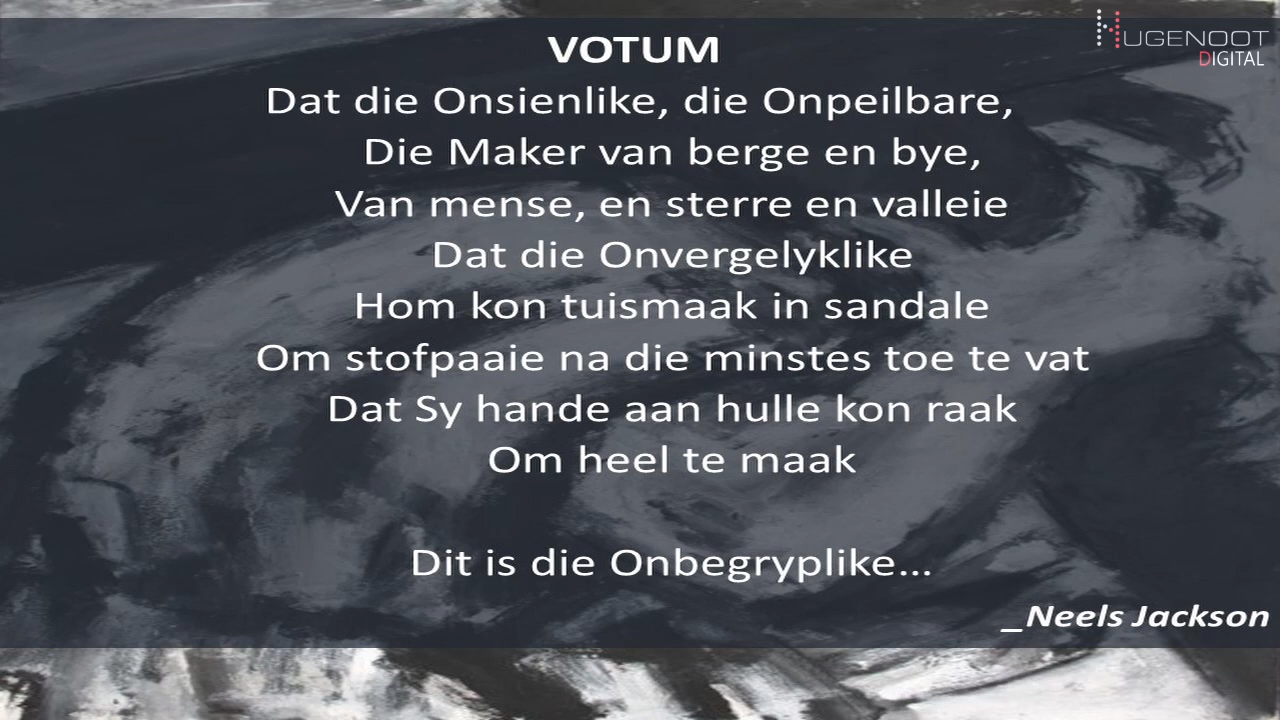 HUGENOOT
DIGITAL
VOTUM
Dat die Onsienlike, die Onpeilbare,
Die Maker van berge en bye,
Van mense, en sterre en valleie
Dat die Onvergelyklike
Hom kon tuismaak in sandale
Om stofpaaie na die minstes toe te vat
Dat Sy hande aan hulle kon raak
Om heel te maak
Dit is die Onbegryplike...
_Neels Jackson